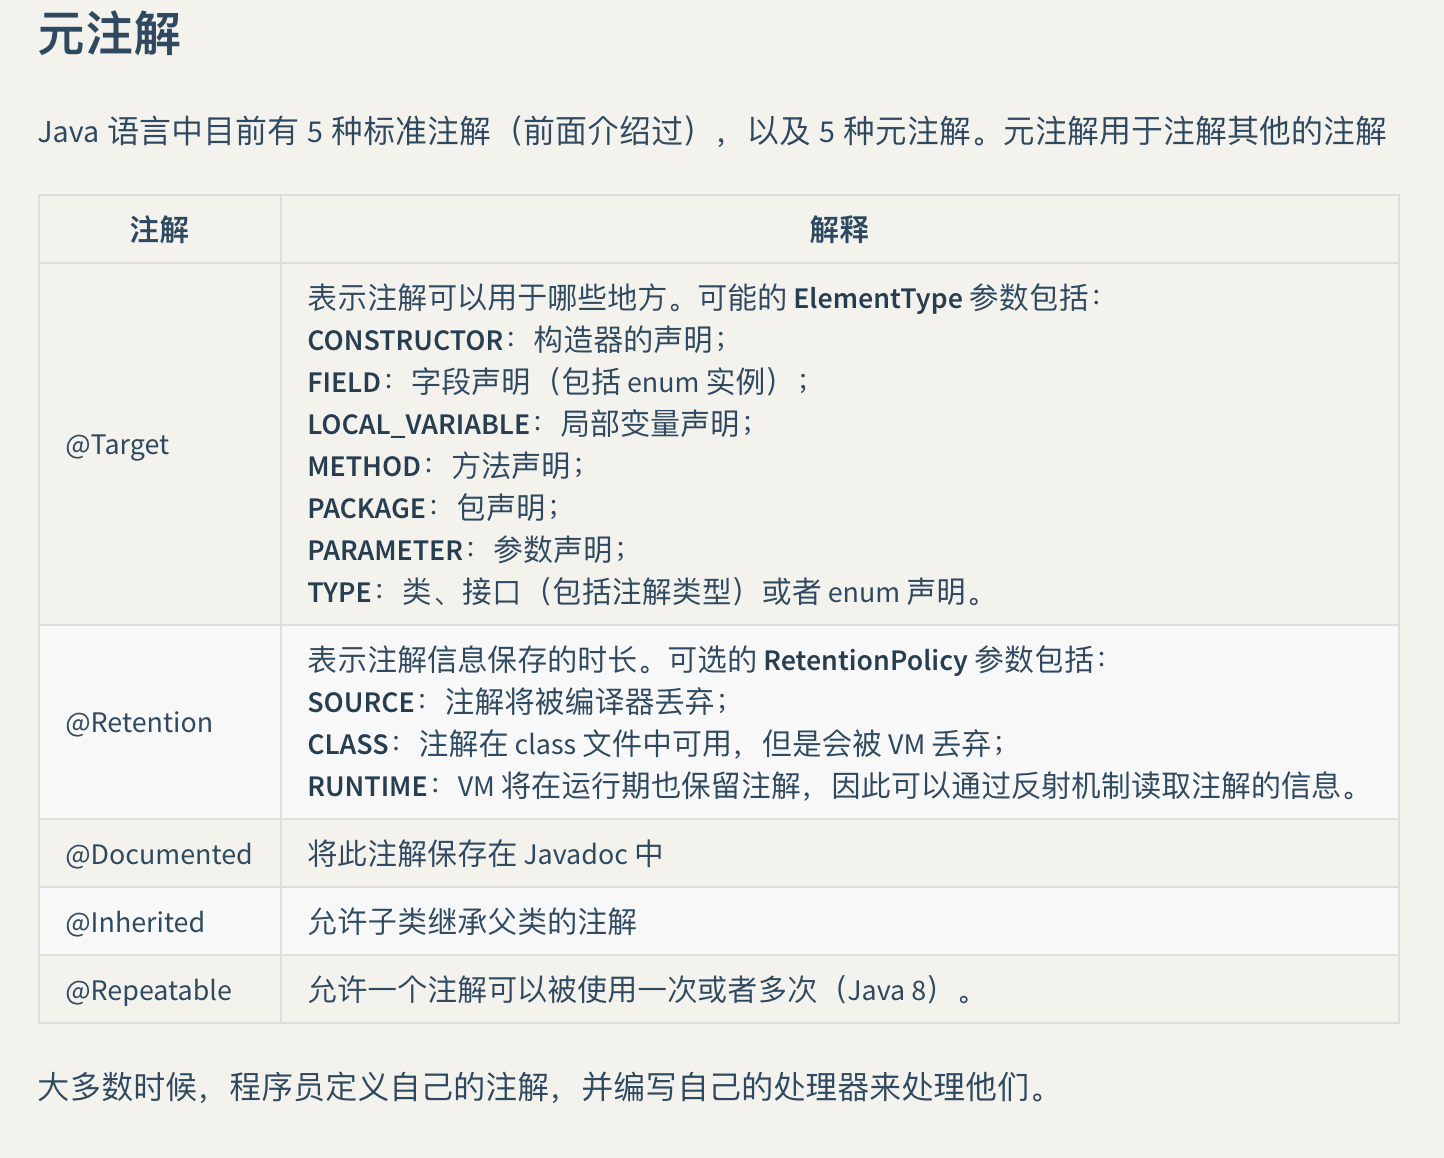 元注解
Java 语言中目前有 5 种标准注解（前面介绍过），以及 5 种元注解。元注解用于注解其他的注解
注解 解释
表示注解可以用于哪些地方。可能的 ElementType 参数包括：
CONSTRUCTOR：构造器的声明；
FIELD：字段声明（包括 enum 实例）；
LOCAL_VARIABLE：局部变量声明；
@Target
METHOD：方法声明；
PACKAGE：包声明；
PARAMETER：参数声明；
TYPE：类、接口（包括注解类型）或者 enum 声明。
表示注解信息保存的时长。可选的 RetentionPolicy 参数包括：
SOURCE：注解将被编译器丢弃；
@Retention
CLASS：注解在 class 文件中可用，但是会被 VM 丢弃；
RUNTIME：VM 将在运行期也保留注解，因此可以通过反射机制读取注解的信息。
@Documented 将此注解保存在 Javadoc 中
@Inherited 允许子类继承父类的注解
@Repeatable 允许一个注解可以被使用一次或者多次（Java 8）。
大多数时候，程序员定义自己的注解，并编写自己的处理器来处理他们。